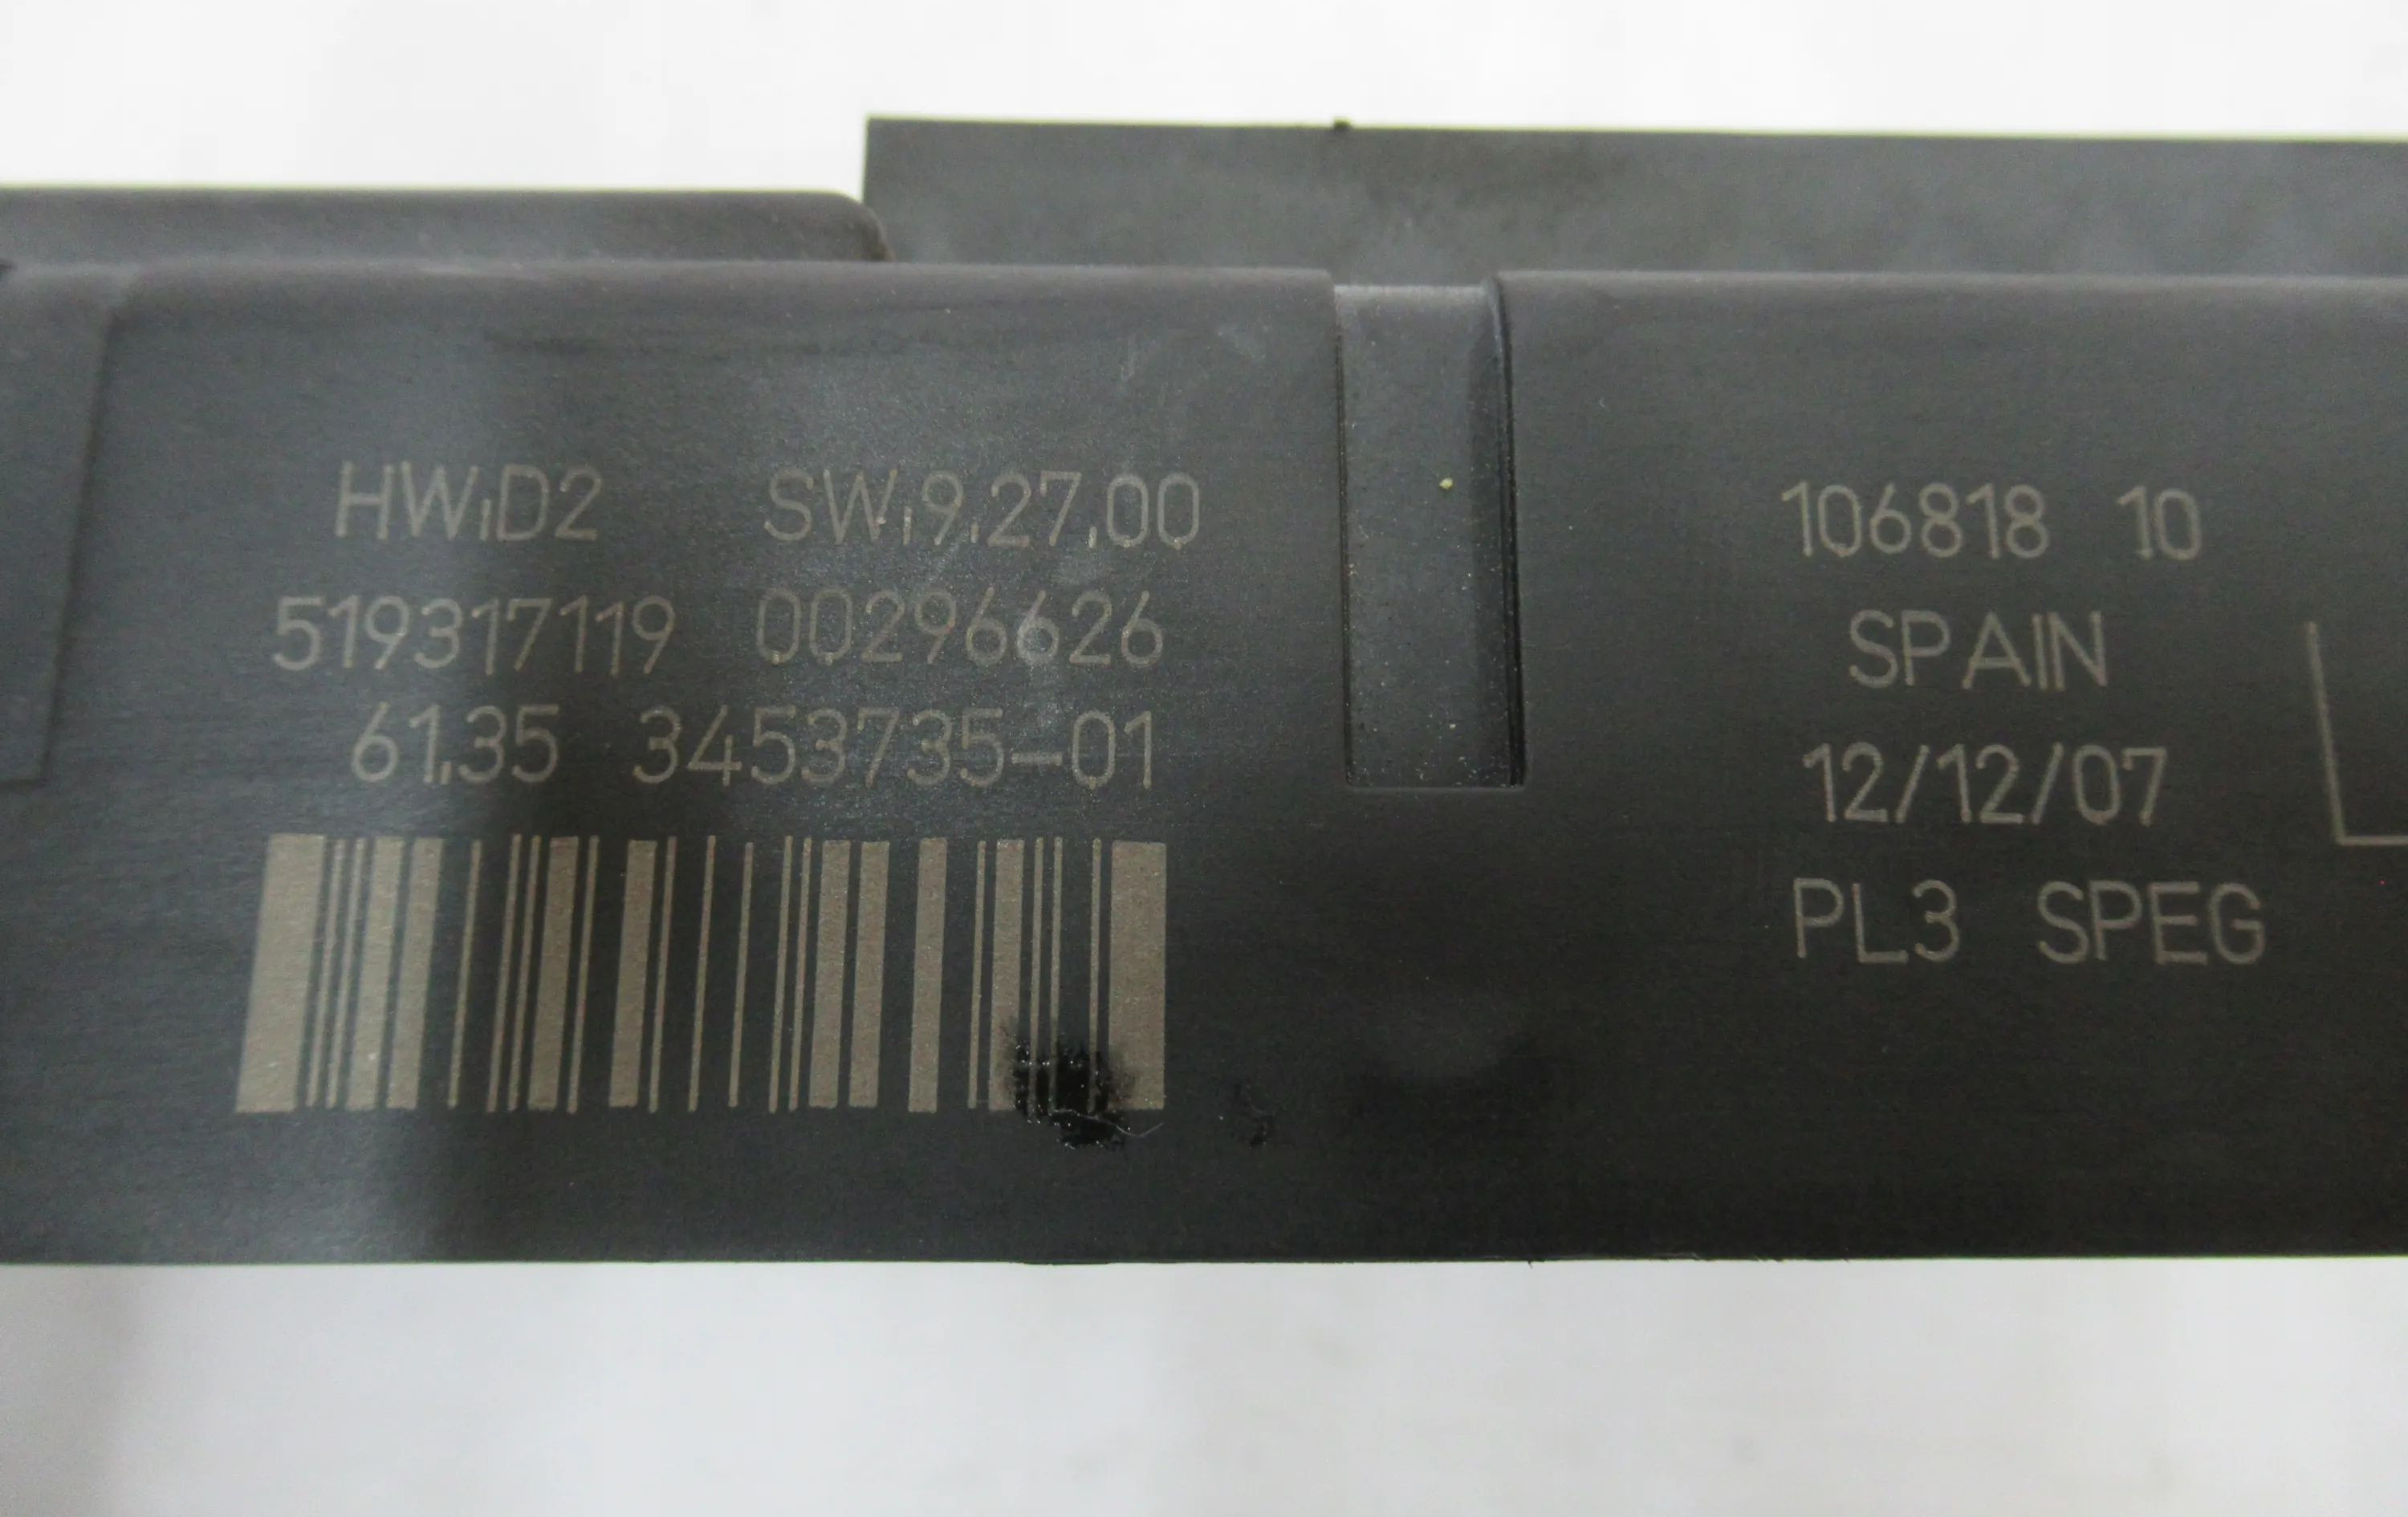 HW:D2 SW:9.27.00
519317119 00296626
61.35 3453735-01
106818 10
SPAIN
12/12/07
PL3 SPEG